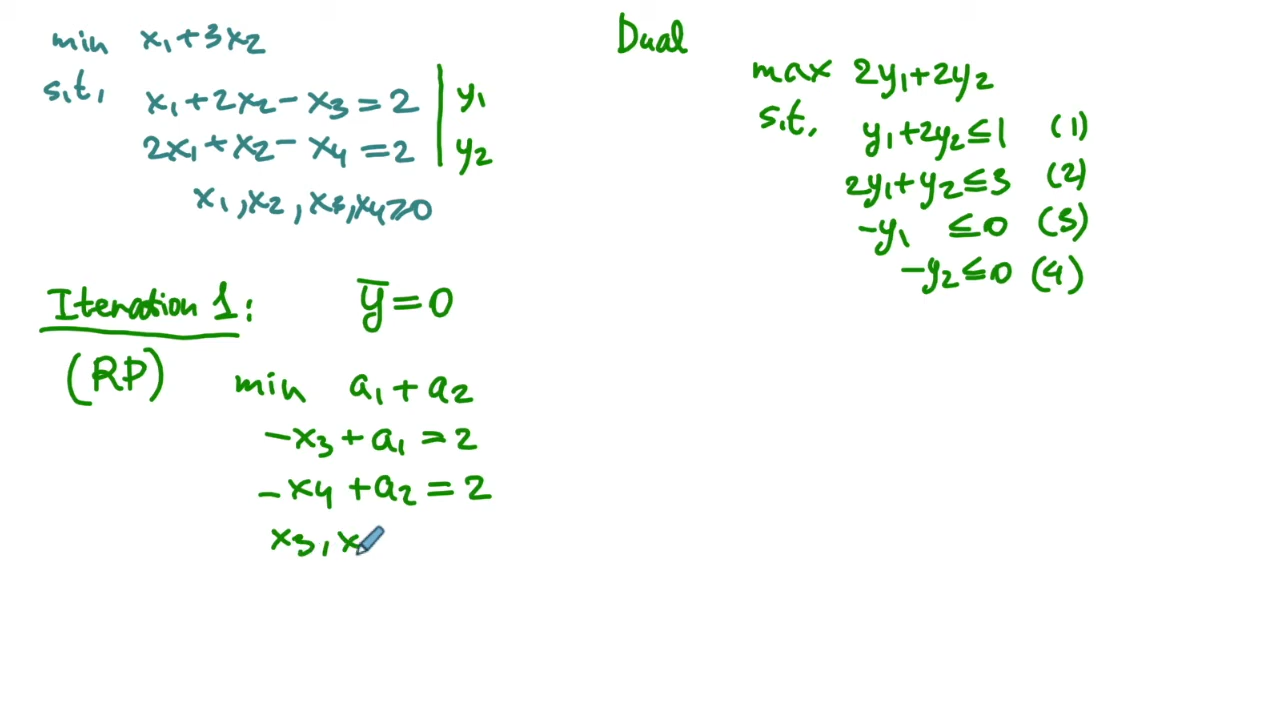 min x₁+3x₂
s.t. x₁+2x₂-x₃=2 | y₁
2x₁+x₂-x₄=2 | y₂
x₁,x₂,x₃,x₄≥0
Dual
max 2y₁+2y₂
s.t. y₁+2y₂≤1 (1)
2y₁+y₂≤3 (2)
-y₁ ≤0 (3)
-y₂≤0 (4)
Iteration 1: y̅=0
(RP) min a₁+a₂
-x₃+a₁=2
-x₄+a₂=2
x₃,x